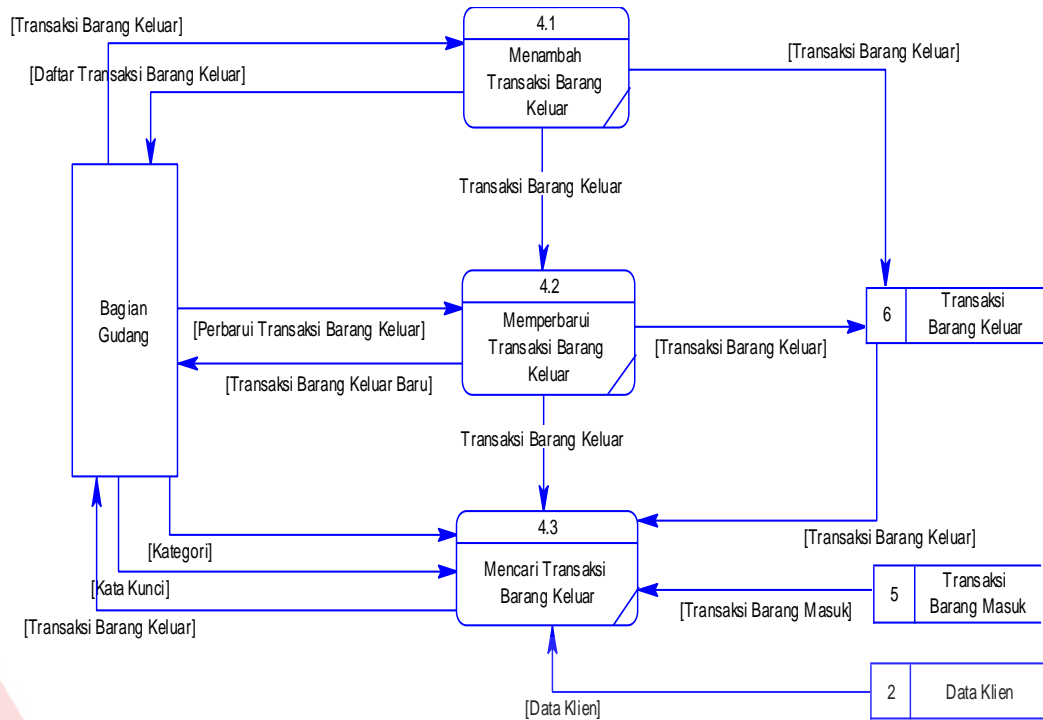 [Transaksi Barang Keluar]
4.1
Menambah
Transaksi Barang
Keluar
[Transaksi Barang Keluar]
[Daftar Transaksi Barang Keluar]
Transaksi Barang Keluar
Bagian
Gudang
4.2
Memperbarui
Transaksi Barang
Keluar
[Perbarui Transaksi Barang Keluar]
[Transaksi Barang Keluar Baru]
[Transaksi Barang Keluar]
6
Transaksi
Barang Keluar
Transaksi Barang Keluar
4.3
Mencari Transaksi
Barang Keluar
[Kategori]
[Kata Kunci]
[Transaksi Barang Keluar]
[Transaksi Barang Keluar]
5
Transaksi
Barang Masuk
[Transaksi Barang Masuk]
2
Data Klien
[Data Klien]